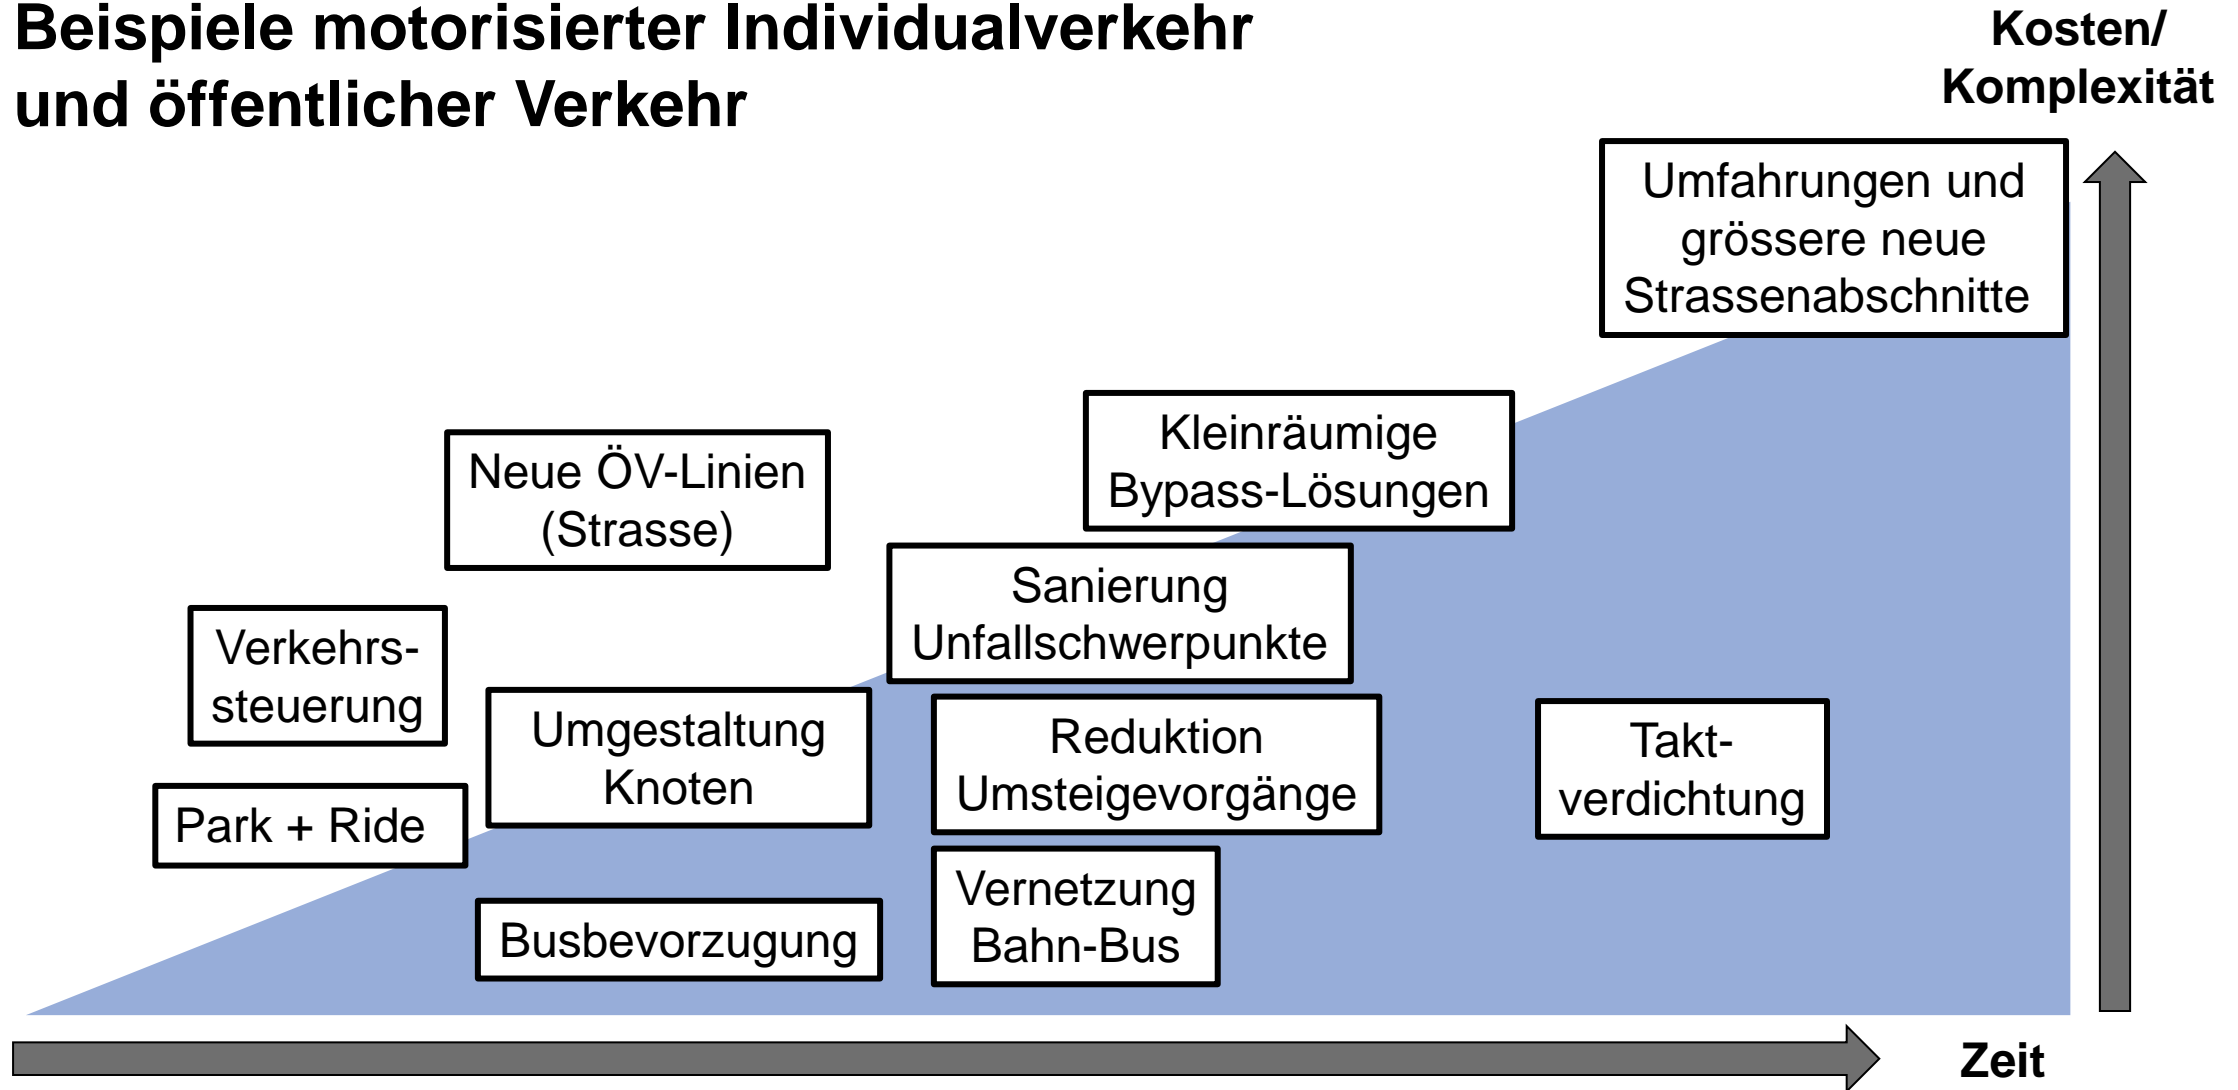 Beispiele motorisierter Individualverkehr
und öffentlicher Verkehr
Kosten/
Komplexität
Umfahrungen und
grössere neue
Strassenabschnitte
Kleinräumige
Bypass-Lösungen
Neue ÖV-Linien
(Strasse)
Sanierung
Unfallschwerpunkte
Verkehrs-
steuerung
Umgestaltung
Knoten
Reduktion
Umsteigevorgänge
Takt-
verdichtung
Park + Ride
Vernetzung
Bahn-Bus
Busbevorzugung
Zeit